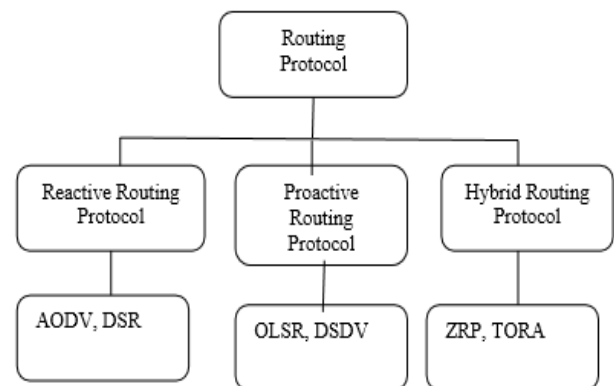 Routing
Protocol
Reactive Routing
Protocol
Proactive
Routing
Protocol
Hybrid Routing
Protocol
AODV, DSR
OLSR, DSDV
ZRP, TORA